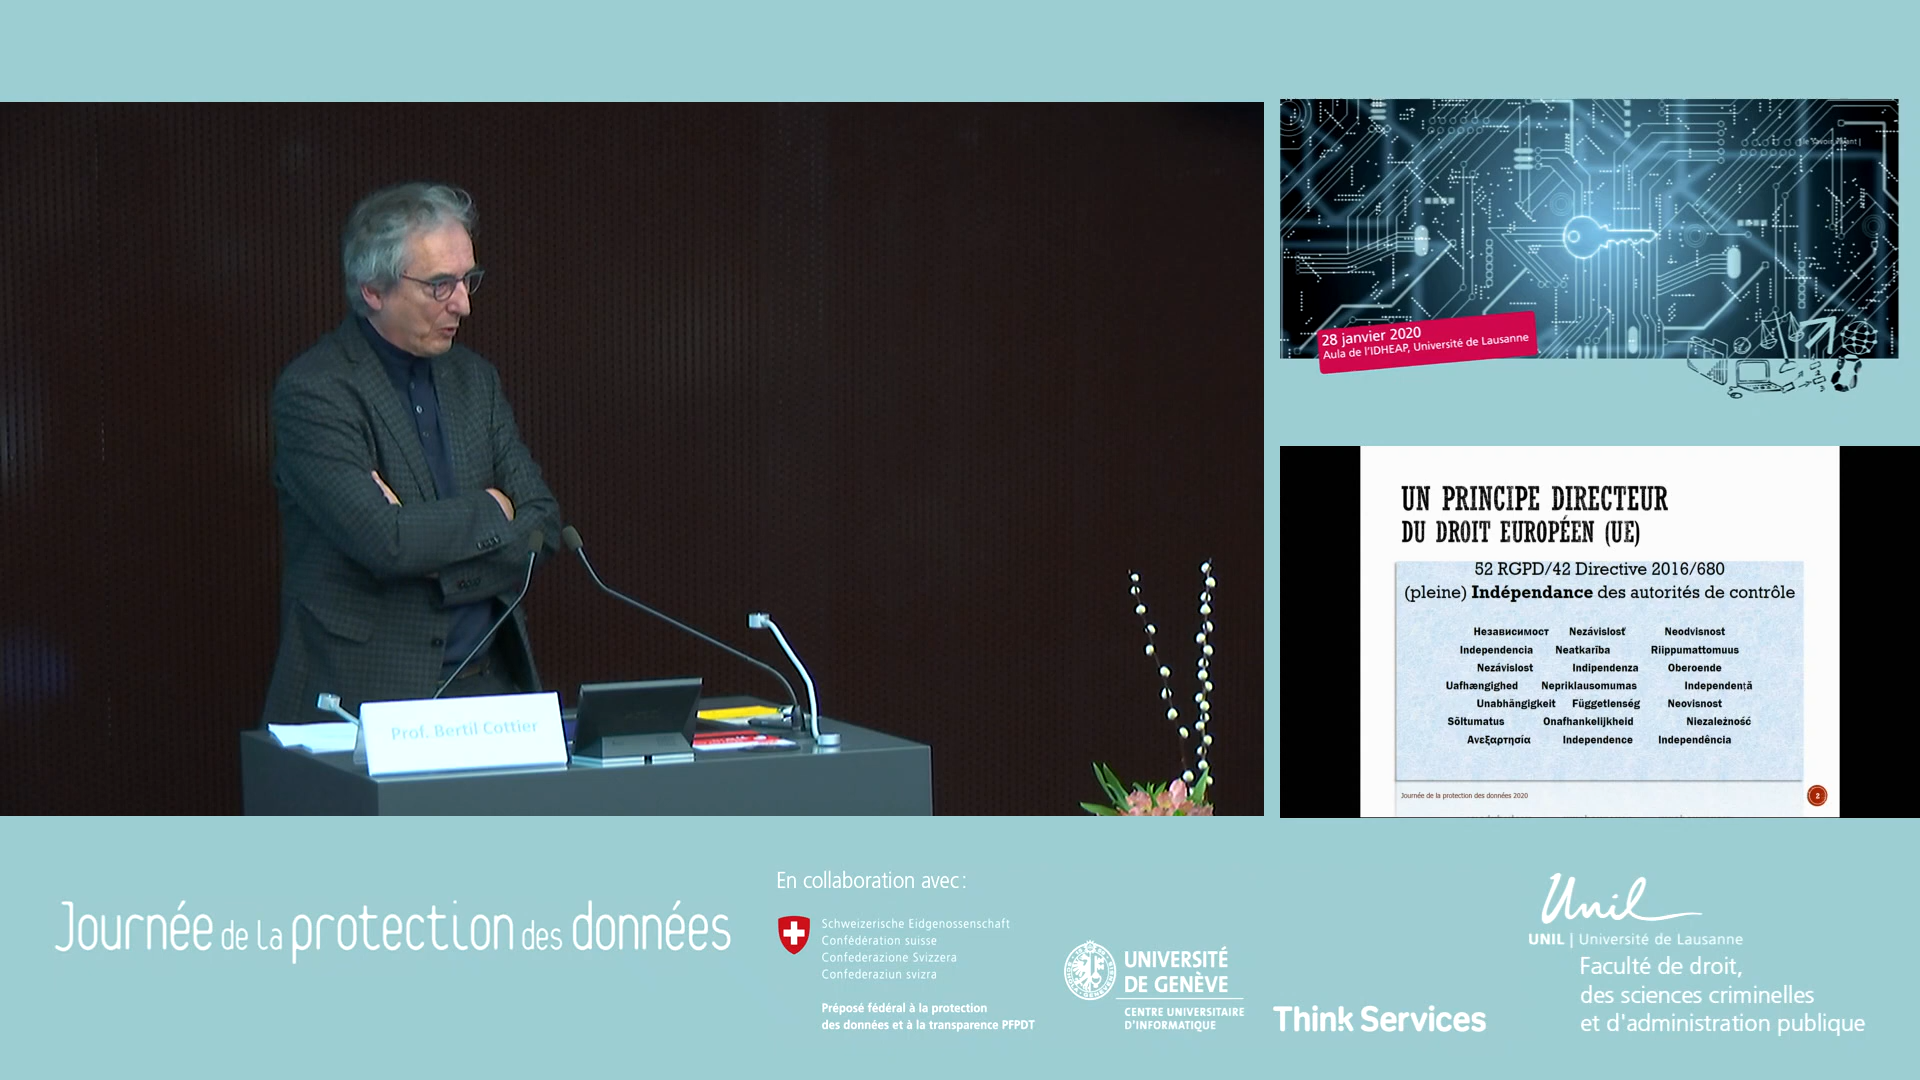 Prof. Bertil Cottier
28 janvier 2020
Aula de l'IDHEAP, Université de Lausanne
UN PRINCIPE DIRECTEUR
DU DROIT EUROPÉEN (UE)
52 RGPD/42 Directive 2016/680
(pleine) Indépendance des autorités de contrôle
Независимост Nezávislosť Neodvisnost
Independencia Neatkarība Riippumattomuus
Nezávislost Indipendenza Oberoende
Uafhængighed Nepriklausomumas Independență
Unabhängigkeit Függetlenség Neovisnost
Sõltumatus Onafhankelijkheid Niezależność
Ανεξαρτησία Independence Independência
Journée de la protection des données 2020
2
Journée de la protection des données
En collaboration avec :
Schweizerische Eidgenossenschaft
Confédération suisse
Confederazione Svizzera
Confederaziun svizra
Préposé fédéral à la protection
des données et à la transparence PFPDT
UNIVERSITÉ
DE GENÈVE
CENTRE UNIVERSITAIRE
D'INFORMATIQUE
Think Services
Unil
UNIL | Université de Lausanne
Faculté de droit,
des sciences criminelles
et d'administration publique